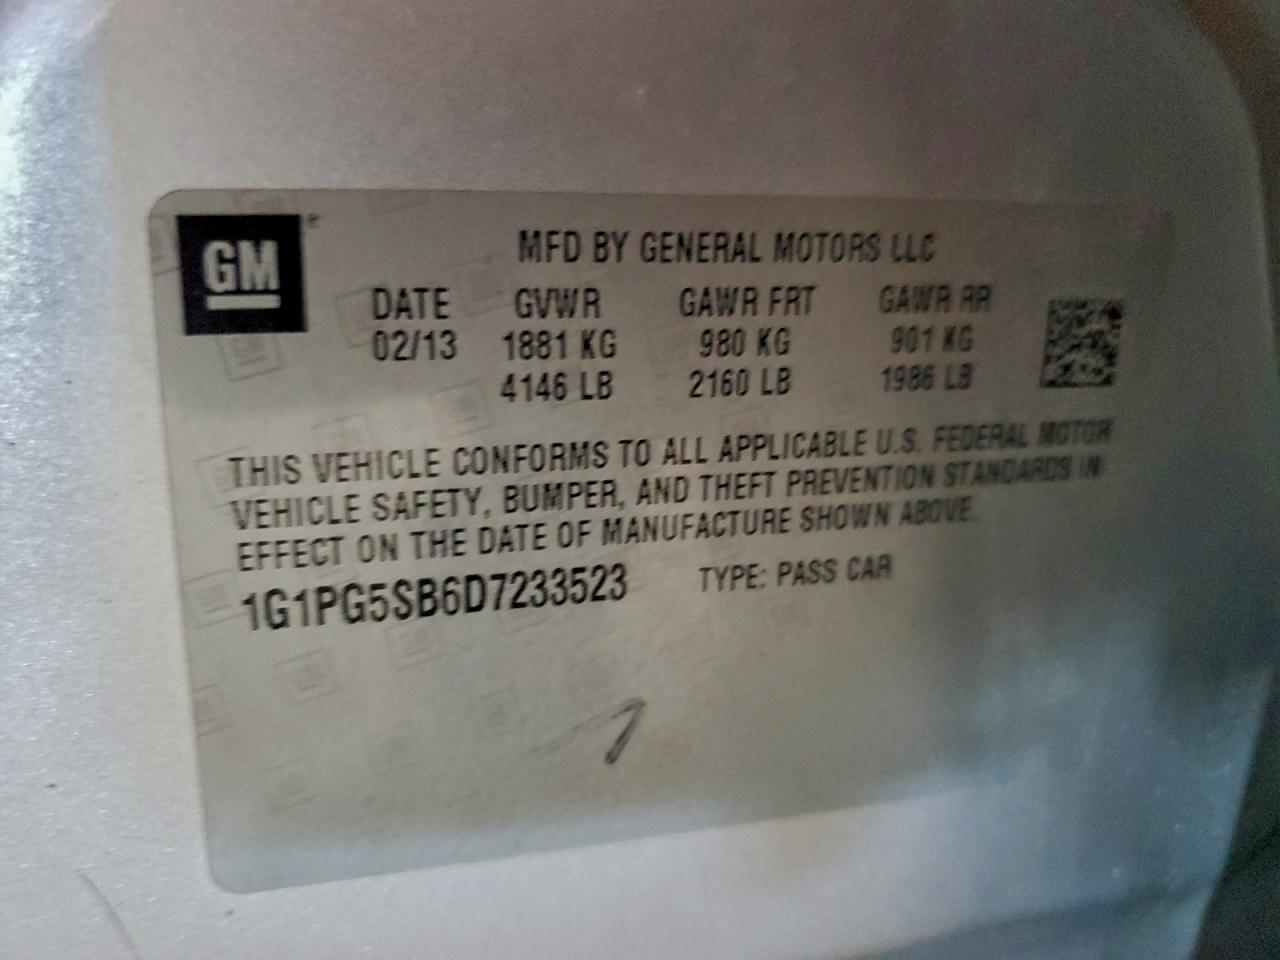 GM
MFD BY GENERAL MOTORS LLC
DATE GVWR GAWR FRT GAWR RR
02/13 1881 KG 980 KG 901 KG
4146 LB 2160 LB 1986 LB
THIS VEHICLE CONFORMS TO ALL APPLICABLE U.S. FEDERAL MOTOR
VEHICLE SAFETY, BUMPER, AND THEFT PREVENTION STANDARDS IN
EFFECT ON THE DATE OF MANUFACTURE SHOWN ABOVE.
1G1PG5SB6D7233523 TYPE: PASS CAR